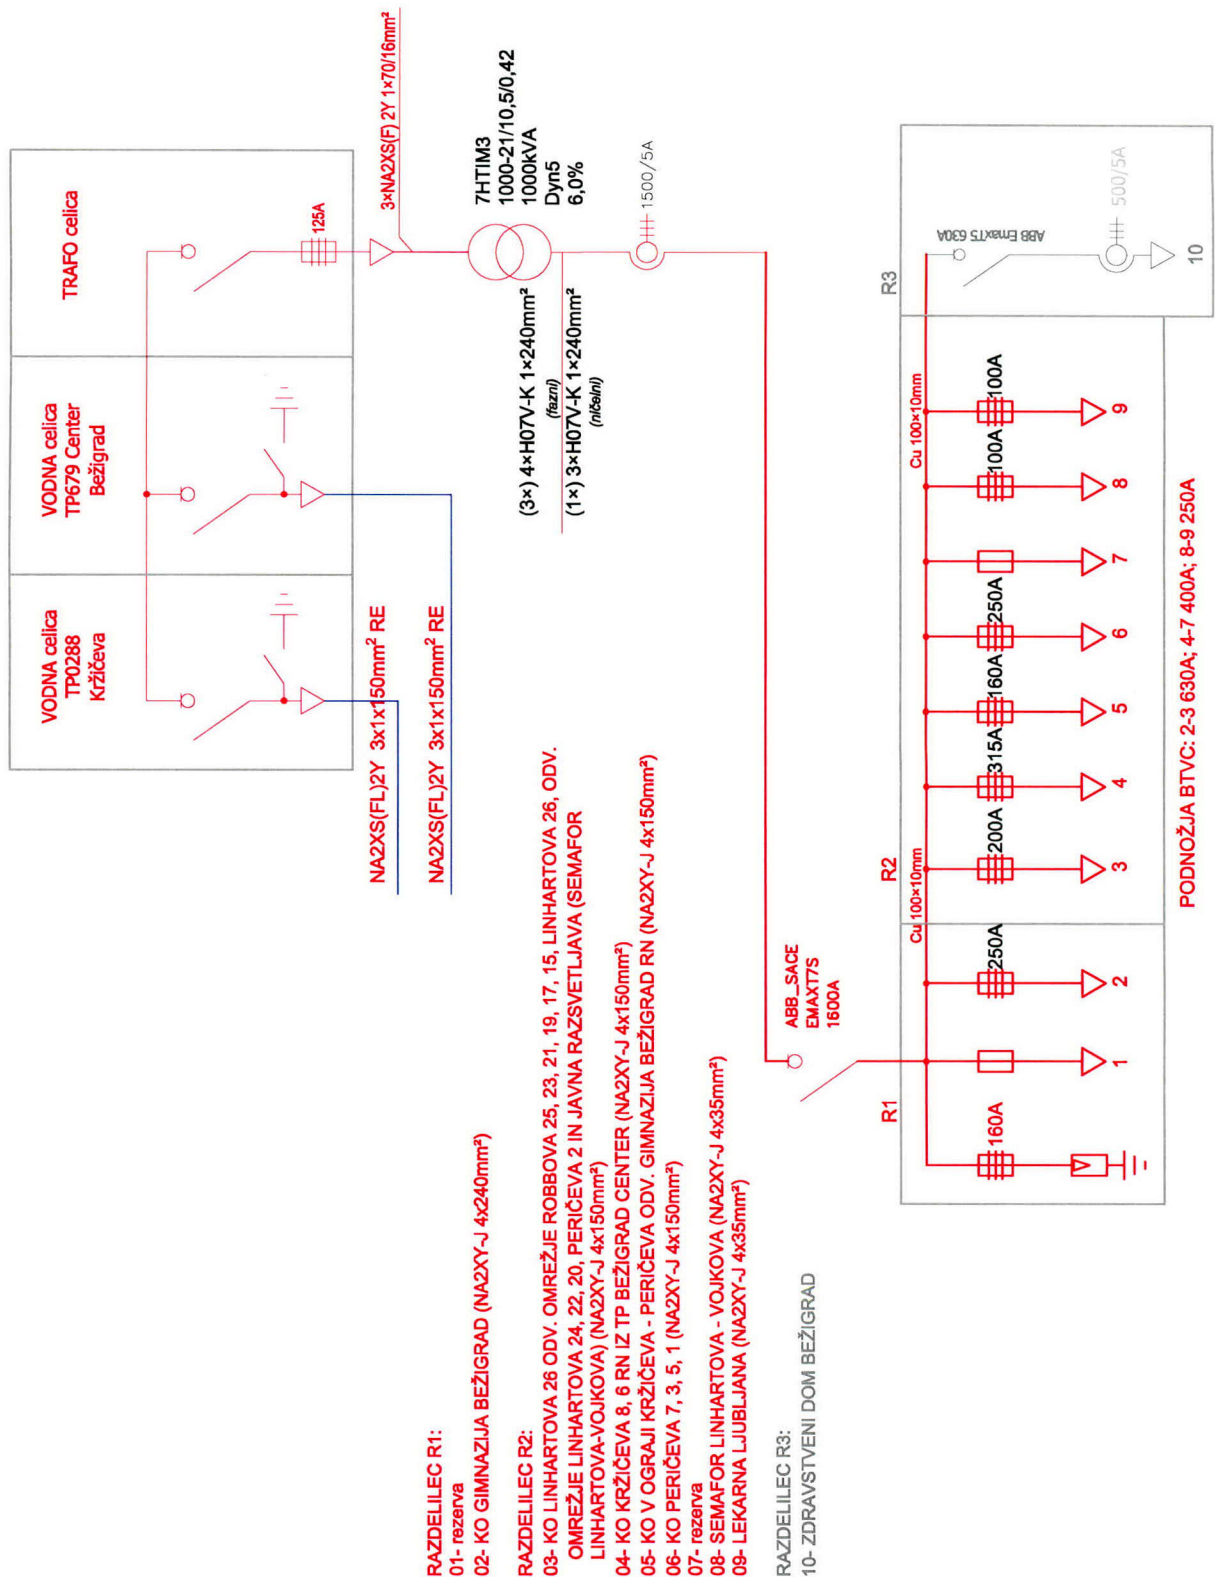 VODNA celica
TP0288
Kržičeva
VODNA celica
TP679 Center
Bežigrad
TRAFO celica
125A
3×NA2XS(F) 2Y 1×70/16mm²
NA2XS(FL)2Y 3x1x150mm² RE
NA2XS(FL)2Y 3x1x150mm² RE
7HTIM3
1000-21/10,5/0,42
1000kVA
Dyn5
6,0%
(3×) 4×H07V-K 1×240mm²
(fazni)
(1×) 3×H07V-K 1×240mm²
(ničelni)
1500/5A
ABB_SACE
EMAXT7S
1600A
R1
R2
R3
Cu 100×10mm
Cu 100×10mm
160A
250A
200A
315A
160A
250A
100A
100A
ABB EmaxT5 630A
500/5A
V
1
2
3
4
5
6
7
8
9
10
PODNOŽJA BTVC: 2-3 630A; 4-7 400A; 8-9 250A
RAZDELILEC R1:
01- rezerva
02- KO GIMNAZIJA BEŽIGRAD (NA2XY-J 4x240mm²)
RAZDELILEC R2:
03- KO LINHARTOVA 26 ODV. OMREŽJE ROBBOVA 25, 23, 21, 19, 17, 15, LINHARTOVA 26, ODV.
OMREŽJE LINHARTOVA 24, 22, 20, PERIČEVA 2 IN JAVNA RAZSVETLJAVA (SEMAFOR
LINHARTOVA-VOJKOVA) (NA2XY-J 4x150mm²)
04- KO KRŽIČEVA 8, 6 RN IZ TP BEŽIGRAD CENTER (NA2XY-J 4x150mm²)
05- KO V OGRAJI KRŽIČEVA - PERIČEVA ODV. GIMNAZIJA BEŽIGRAD RN (NA2XY-J 4x150mm²)
06- KO PERIČEVA 7, 3, 5, 1 (NA2XY-J 4x150mm²)
07- rezerva
08- SEMAFOR LINHARTOVA - VOJKOVA (NA2XY-J 4x35mm²)
09- LEKARNA LJUBLJANA (NA2XY-J 4x35mm²)
RAZDELILEC R3:
10- ZDRAVSTVENI DOM BEŽIGRAD